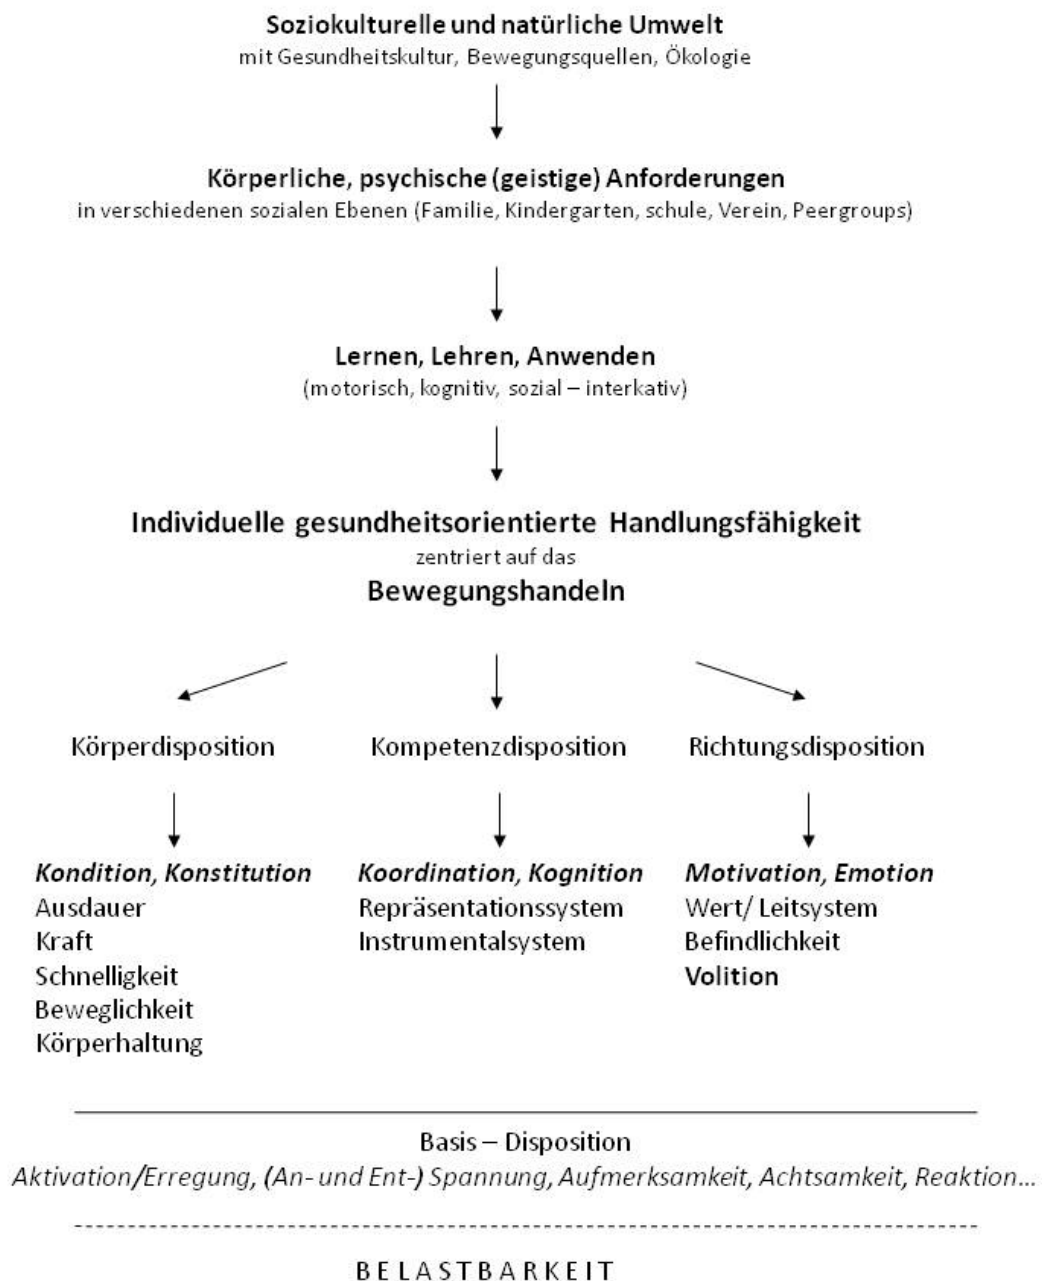 Soziokulturelle und natürliche Umwelt
mit Gesundheitskultur, Bewegungsquellen, Ökologie
Körperliche, psychische (geistige) Anforderungen
in verschiedenen sozialen Ebenen (Familie, Kindergarten, schule, Verein, Peergroups)
Lernen, Lehren, Anwenden
(motorisch, kognitiv, sozial – interkativ)
Individuelle gesundheitsorientierte Handlungsfähigkeit
zentriert auf das
Bewegungshandeln
Körperdisposition
Kompetenzdisposition
Richtungsdisposition
Kondition, Konstitution
Ausdauer
Kraft
Schnelligkeit
Beweglichkeit
Körperhaltung
Koordination, Kognition
Repräsentationssystem
Instrumentalsystem
Motivation, Emotion
Wert/ Leitsystem
Befindlichkeit
Volition
Basis – Disposition
Aktivation/Erregung, (An- und Ent-) Spannung, Aufmerksamkeit, Achtsamkeit, Reaktion...
BELASTBARKEIT